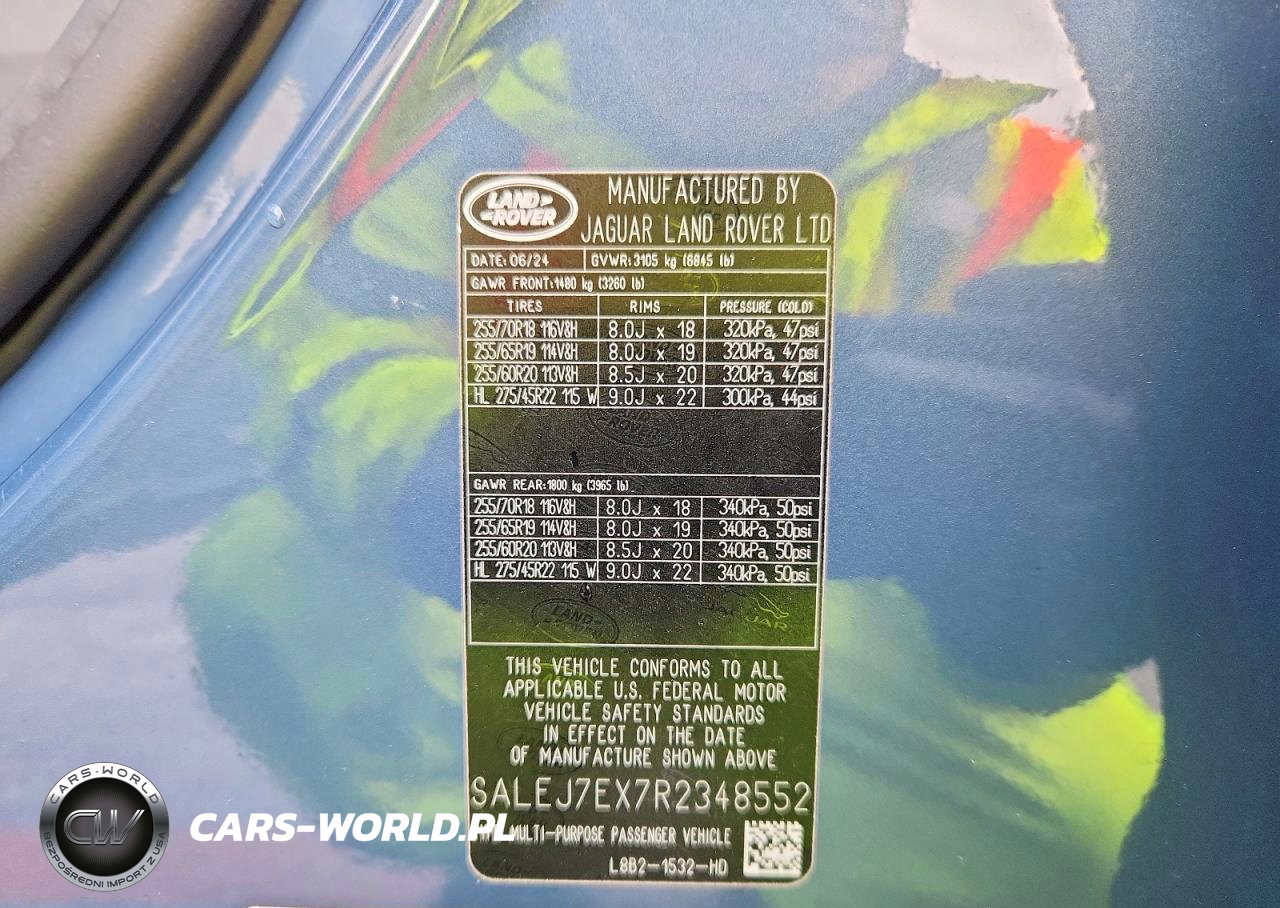 LAND ROVER
MANUFACTURED BY
JAGUAR LAND ROVER LTD
DATE: 06/24 GVWR: 3105 kg (6845 lb)
GAWR FRONT: 1480 kg (3260 lb)
TIRES RIMS PRESSURE (COLD)
255/70R18 116V&H 8.0J x 18 320kPa, 47psi
255/65R19 114V&H 8.0J x 19 320kPa, 47psi
255/60R20 113V&H 8.5J x 20 320kPa, 47psi
HL 275/45R22 115 W 9.0J x 22 300kPa, 44psi
GAWR REAR: 1800 kg (3965 lb)
255/70R18 116V&H 8.0J x 18 340kPa, 50psi
255/65R19 114V&H 8.0J x 19 340kPa, 50psi
255/60R20 113V&H 8.5J x 20 340kPa, 50psi
HL 275/45R22 115 W 9.0J x 22 340kPa, 50psi
THIS VEHICLE CONFORMS TO ALL
APPLICABLE U.S. FEDERAL MOTOR
VEHICLE SAFETY STANDARDS
IN EFFECT ON THE DATE
OF MANUFACTURE SHOWN ABOVE
SALEJ7EX7R2348552
MULTI-PURPOSE PASSENGER VEHICLE
L8B2-1532-HD
CARS-WORLD
CW
BEZPOŚREDNI IMPORT Z USA
CARS-WORLD.PL